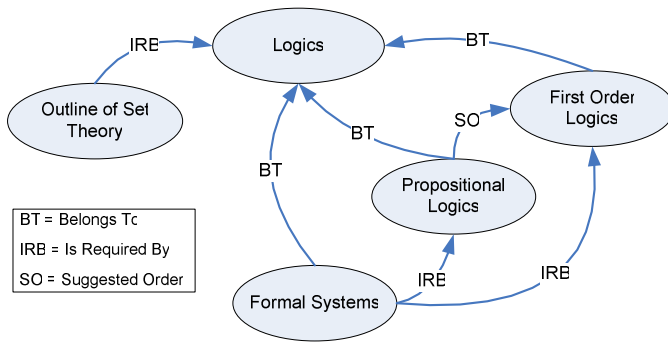 Logics
IRB
BT
Outline of Set
Theory
First Order
Logics
SO
BT
BT
Propositional
Logics
BT = Belongs To
IRB = Is Required By
SO = Suggested Order
IRB
IRB
Formal Systems